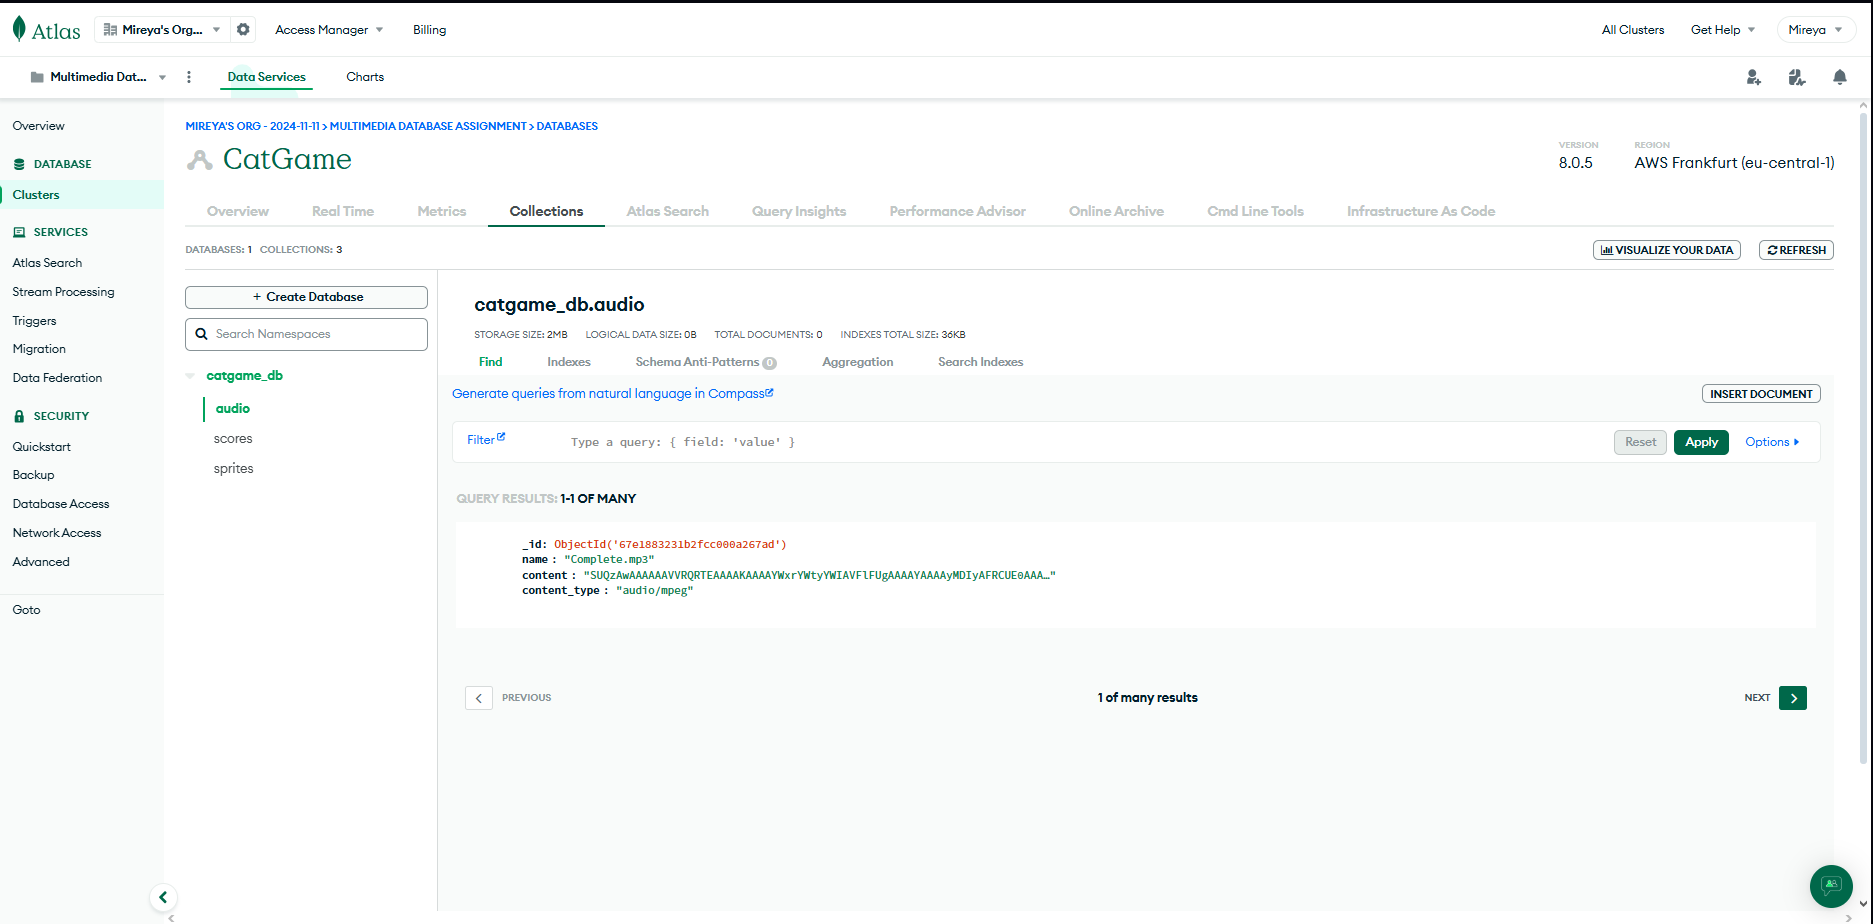 Atlas
Mireya's Org...
Access Manager
Billing
All Clusters
Get Help
Mireya
Multimedia Dat...
Data Services
Charts
Overview
DATABASE
Clusters
SERVICES
Atlas Search
Stream Processing
Triggers
Migration
Data Federation
SECURITY
Quickstart
Backup
Database Access
Network Access
Advanced
Goto
MIREYA'S ORG - 2024-11-11 > MULTIMEDIA DATABASE ASSIGNMENT > DATABASES
CatGame
VERSION
8.0.5
REGION
AWS Frankfurt (eu-central-1)
Overview
Real Time
Metrics
Collections
Atlas Search
Query Insights
Performance Advisor
Online Archive
Cmd Line Tools
Infrastructure As Code
DATABASES: 1 COLLECTIONS: 3
VISUALIZE YOUR DATA
REFRESH
+ Create Database
Search Namespaces
catgame_db
audio
scores
sprites
catgame_db.audio
STORAGE SIZE: 2MB LOGICAL DATA SIZE: 0B TOTAL DOCUMENTS: 0 INDEXES TOTAL SIZE: 36KB
Find
Indexes
Schema Anti-Patterns 0
Aggregation
Search Indexes
Generate queries from natural language in Compass
INSERT DOCUMENT
Filter
Type a query: { field: 'value' }
Reset
Apply
Options
QUERY RESULTS: 1-1 OF MANY
_id: ObjectId('67e1883231b2fcc000a267ad')
name : "Complete.mp3"
content : "SUQzAwAAAAAAVVRQRTEAAAAKAAAAYWxrYWtyYWIAVFlFUgAAAAYAAAAyMDIyAFRCUE0AAA…"
content_type : "audio/mpeg"
PREVIOUS
1 of many results
NEXT